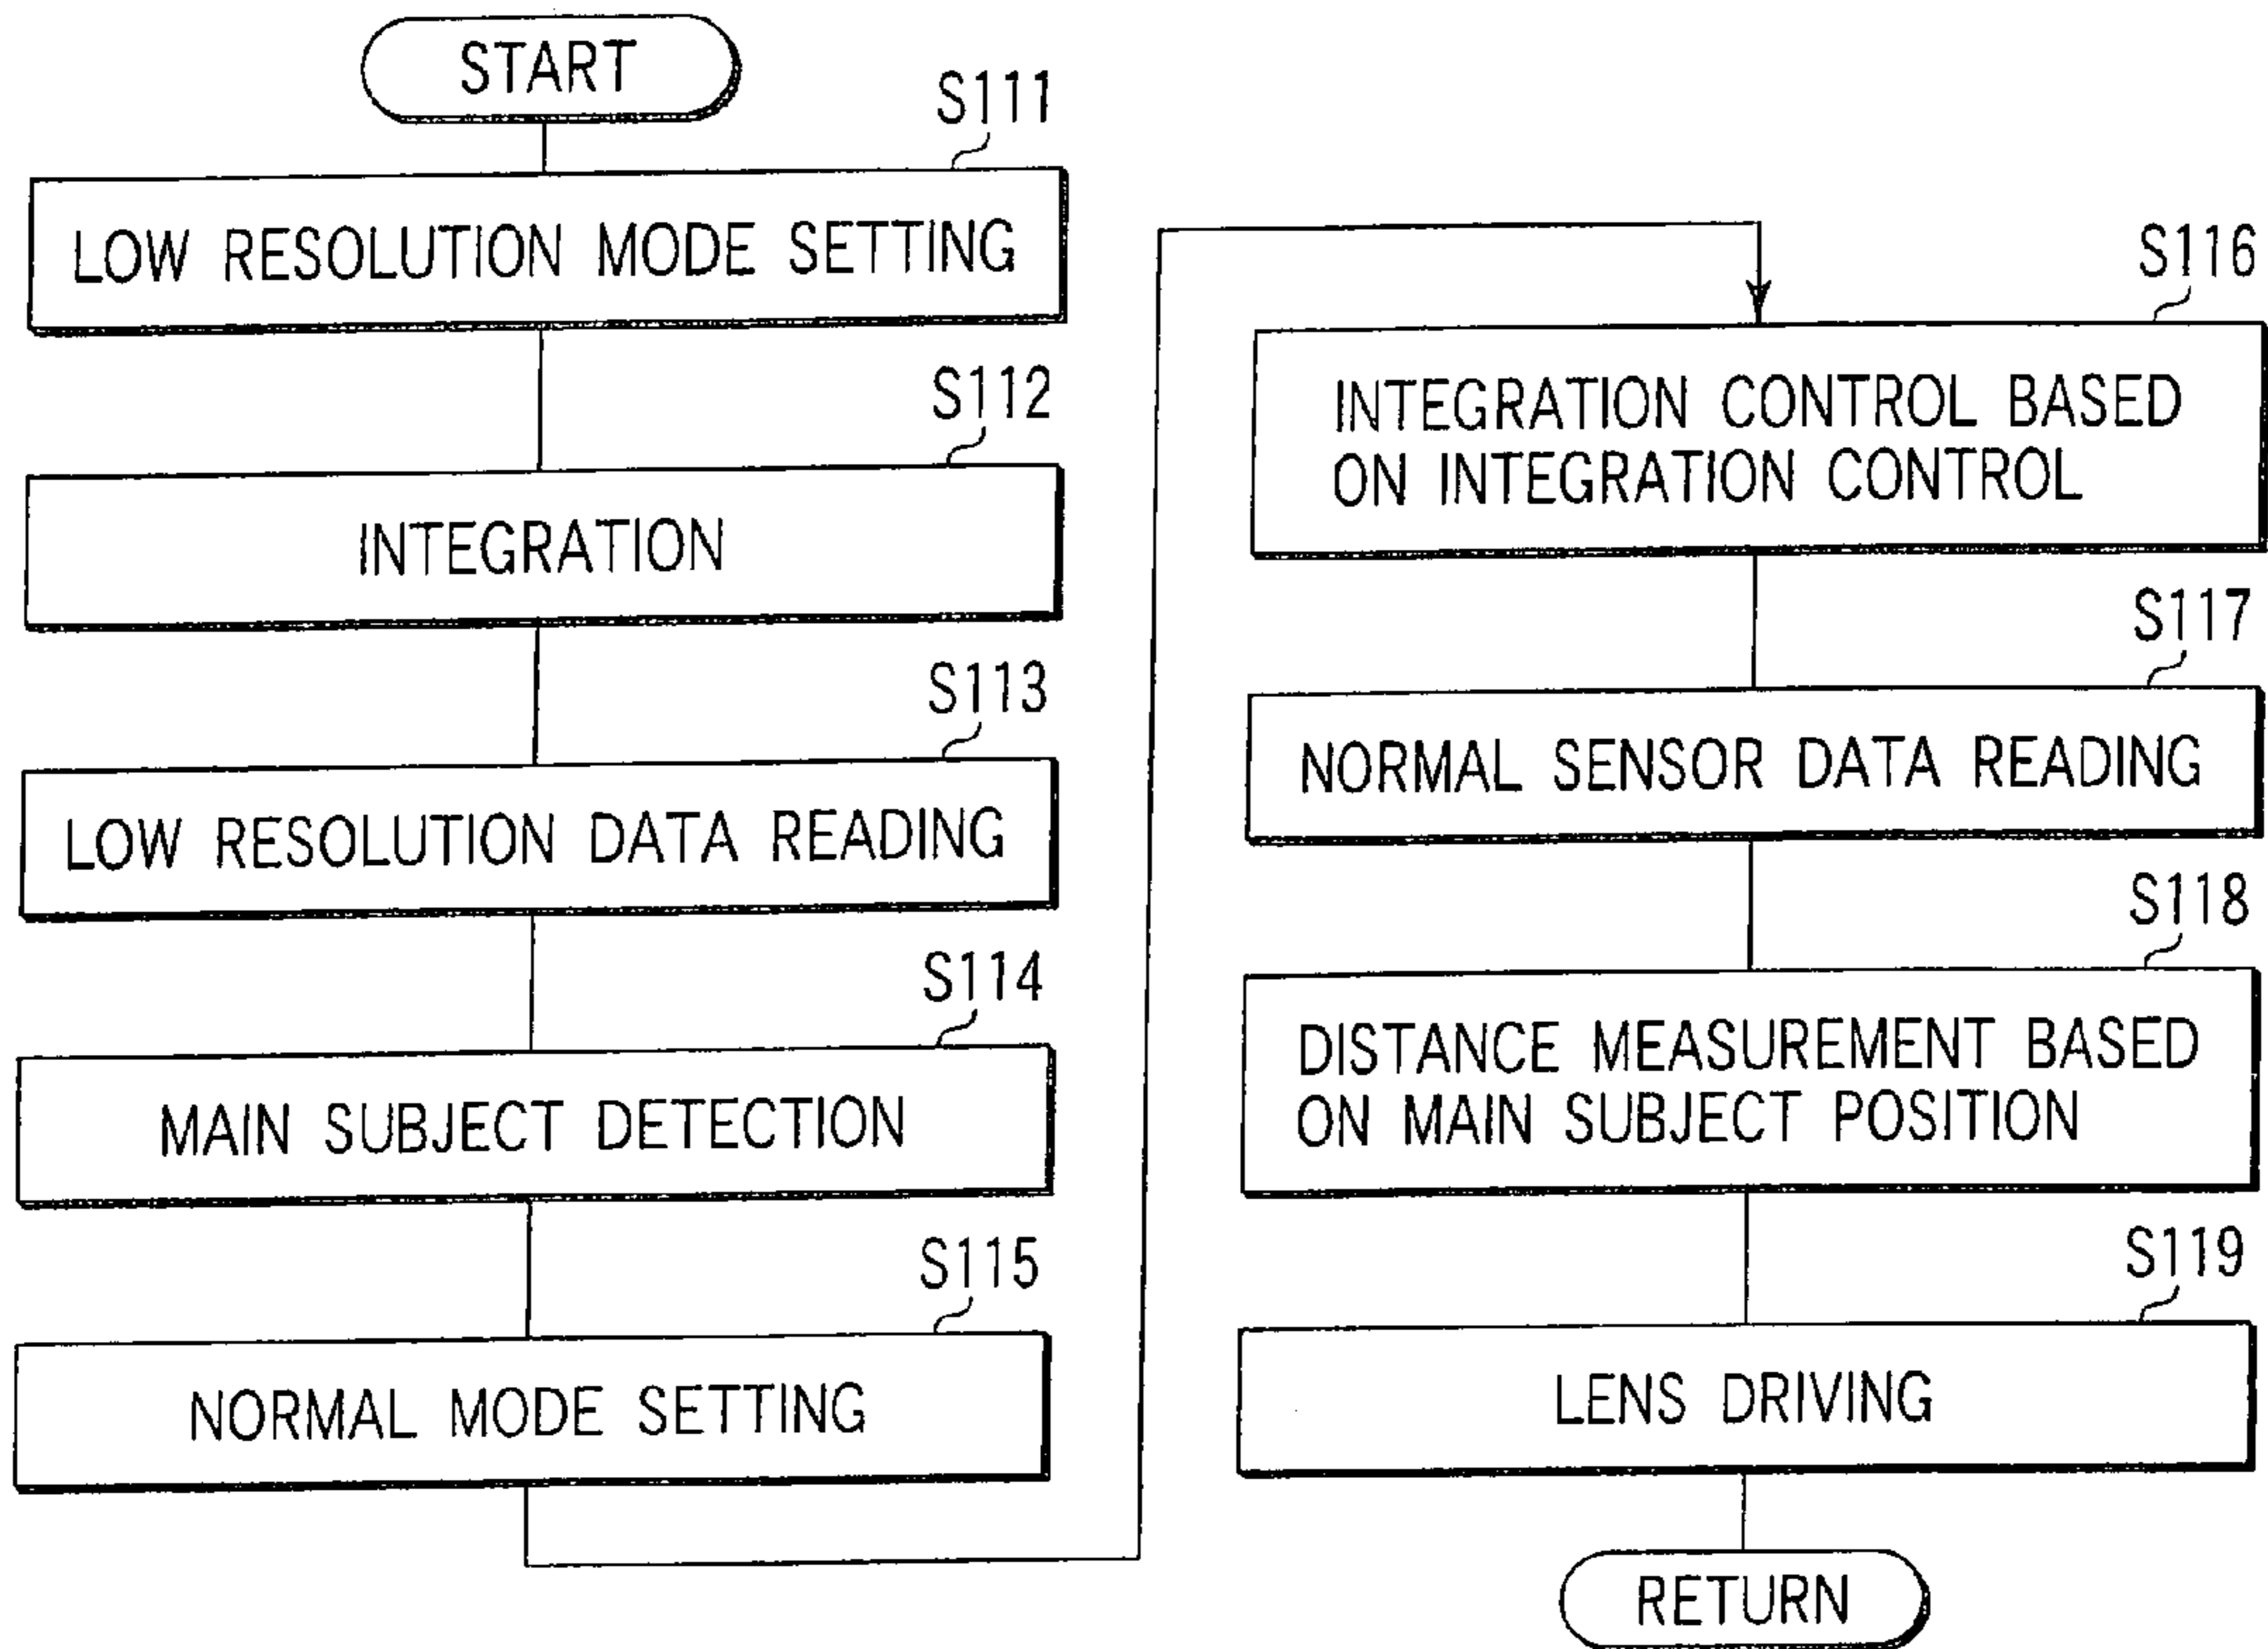 START
S111
LOW RESOLUTION MODE SETTING
S112
INTEGRATION
S113
LOW RESOLUTION DATA READING
S114
MAIN SUBJECT DETECTION
S115
NORMAL MODE SETTING
S116
INTEGRATION CONTROL BASED
ON INTEGRATION CONTROL
S117
NORMAL SENSOR DATA READING
S118
DISTANCE MEASUREMENT BASED
ON MAIN SUBJECT POSITION
S119
LENS DRIVING
RETURN